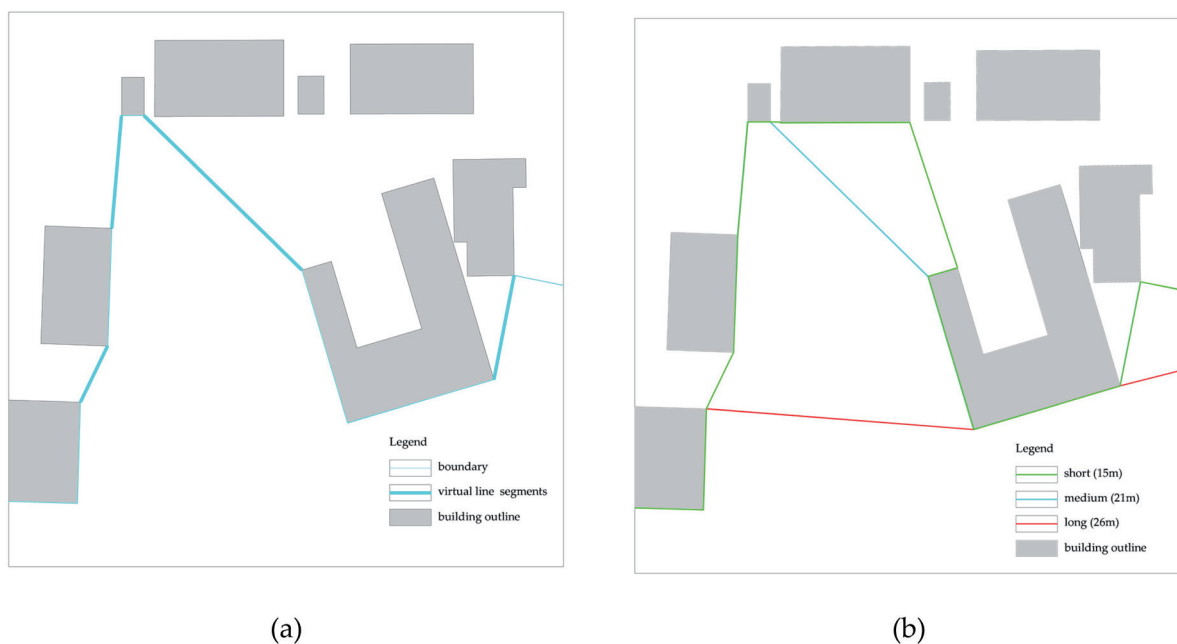 Legend
boundary
virtual line segments
building outline
Legend
short (15m)
medium (21m)
long (26m)
building outline
(a)
(b)